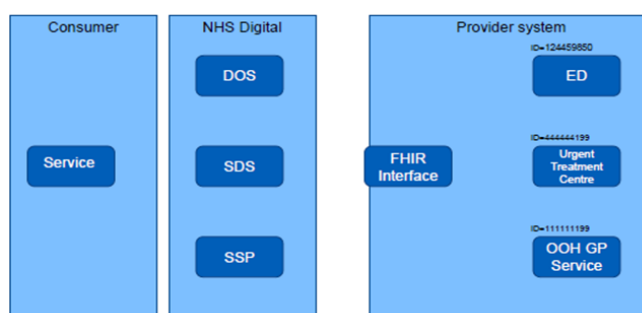 Consumer
NHS Digital
Provider system
Service
DOS
SDS
SSP
FHIR
Interface
ID=124459850
ED
ID=444444199
Urgent
Treatment
Centre
ID=111111199
OOH GP
Service